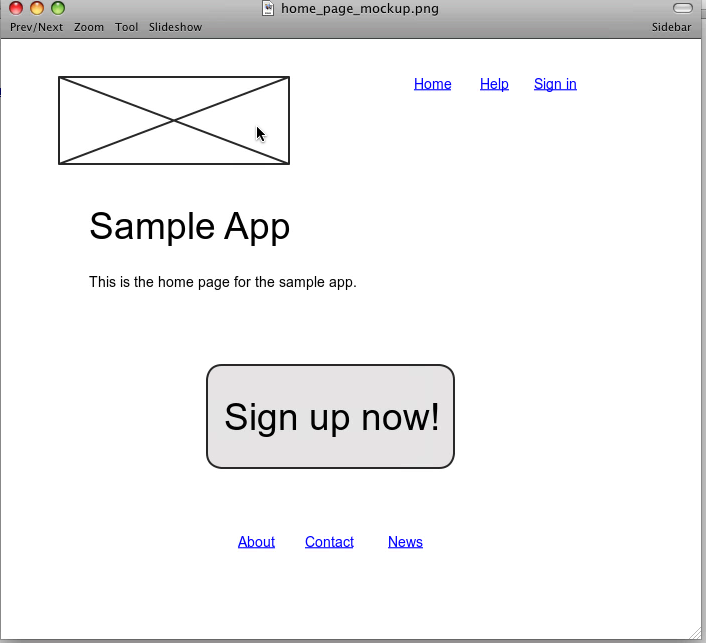 home_page_mockup.png
Prev/Next Zoom Tool Slideshow Sidebar
Home Help Sign in
Sample App
This is the home page for the sample app.
Sign up now!
About Contact News